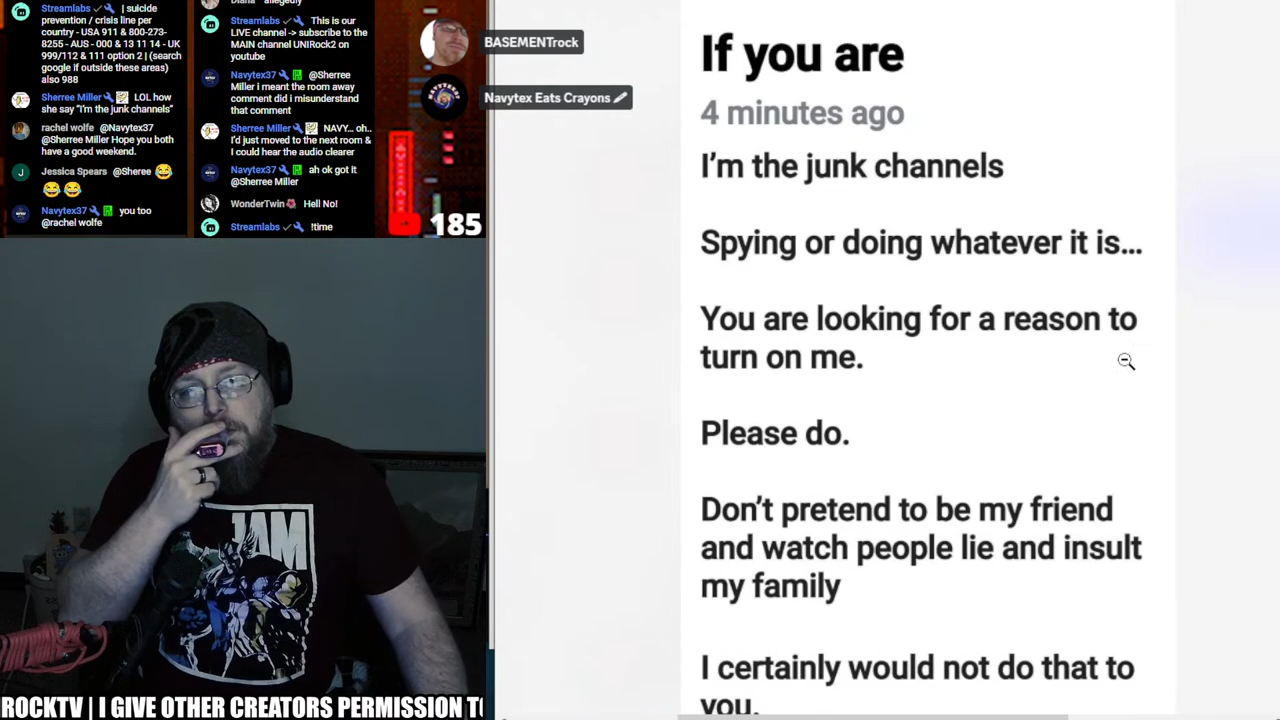 Streamlabs | suicide
prevention / crisis line per
country - USA 911 & 800-273-
8255 - AUS - 000 & 13 11 14 - UK
999/112 & 111 option 2 | (search
google if outside these areas)
also 988
Sherree Miller LOL.how
she say "I'm the junk channels"
rachel wolfe @Navytex37
@Sherree Miller Hope you both
have a good weekend.
J
Jessica Spears @Sheree
Navytex37 you too
@rachel wolfe
Diana allegedly
Streamlabs This is our
LIVE channel -> subscribe to the
MAIN channel UNIRock2 on
youtube
Navytex37 @Sherree
Miller i meant the room away
comment did i misunderstand
that comment
Sherree Miller NAVY... oh..
I'd just moved to the next room &
I could hear the audio clearer
Navytex37 ah ok got it
@Sherree Miller
WonderTwin Hell No!
Streamlabs !time
185
BASEMENTrock
Navytex Eats Crayons
JAM
ROCKTV | I GIVE OTHER CREATORS PERMISSION T
If you are
4 minutes ago
I'm the junk channels
Spying or doing whatever it is...
You are looking for a reason to
turn on me.
Please do.
Don't pretend to be my friend
and watch people lie and insult
my family
I certainly would not do that to
you.